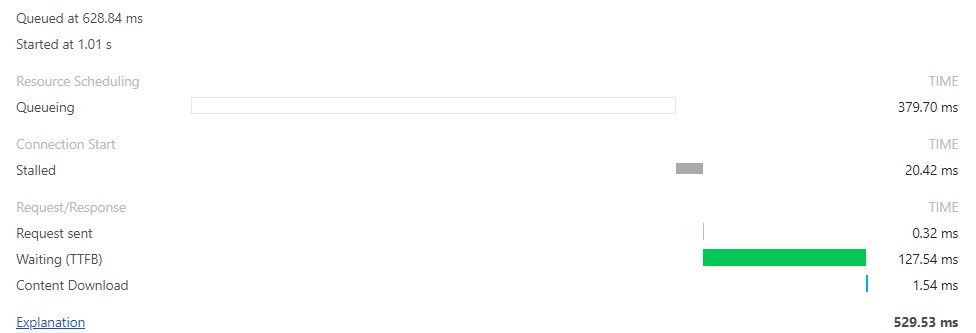 Queued at 628.84 ms
Started at 1.01 s
Resource Scheduling TIME
Queueing 379.70 ms
Connection Start TIME
Stalled 20.42 ms
Request/Response TIME
Request sent 0.32 ms
Waiting (TTFB) 127.54 ms
Content Download 1.54 ms
Explanation 529.53 ms